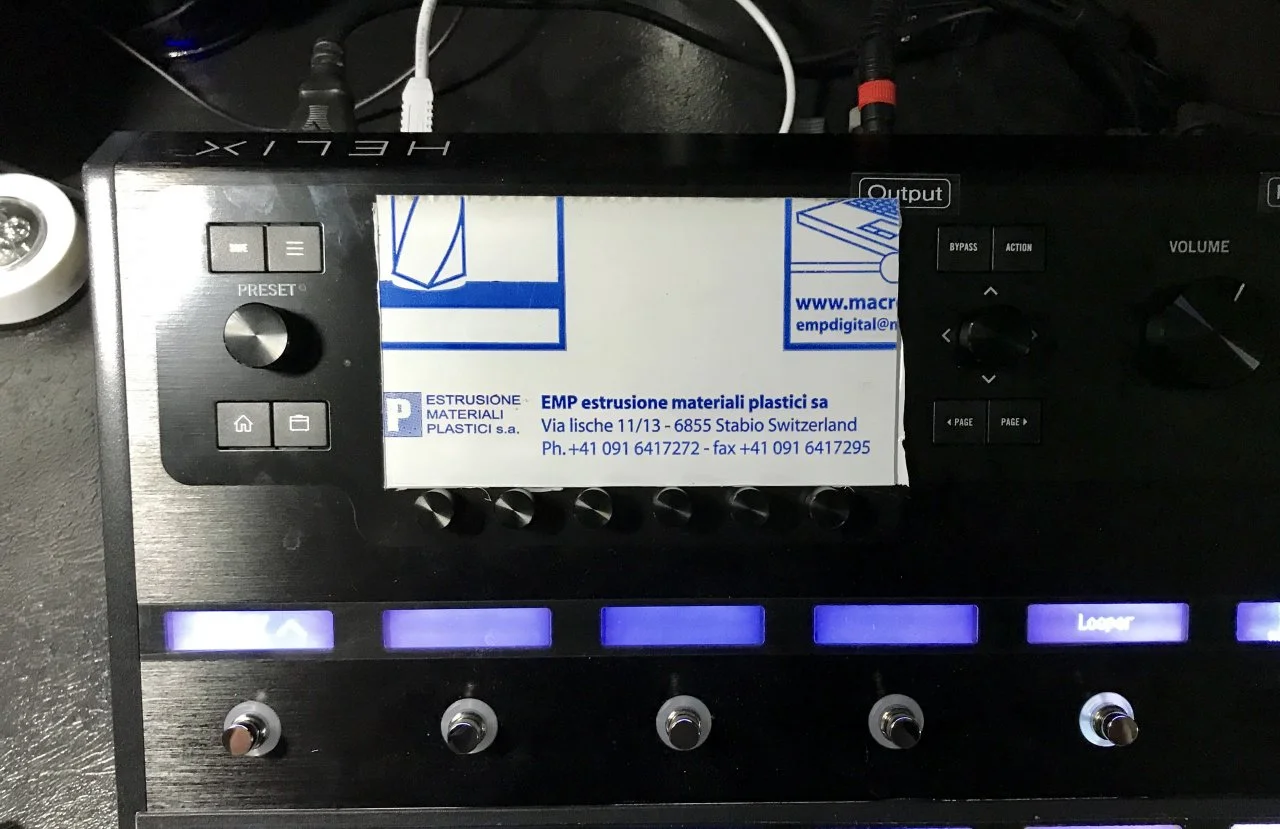 HELIX
Output
SAVE
BYPASS
ACTION
PRESET
VOLUME
www.macr
empdigital@
P
ESTRUSIONE
MATERIALI
PLASTICI s.a.
EMP estrusione materiali plastici sa
Via lische 11/13 - 6855 Stabio Switzerland
Ph. +41 091 6417272 - fax +41 091 6417295
PAGE
PAGE
Looper